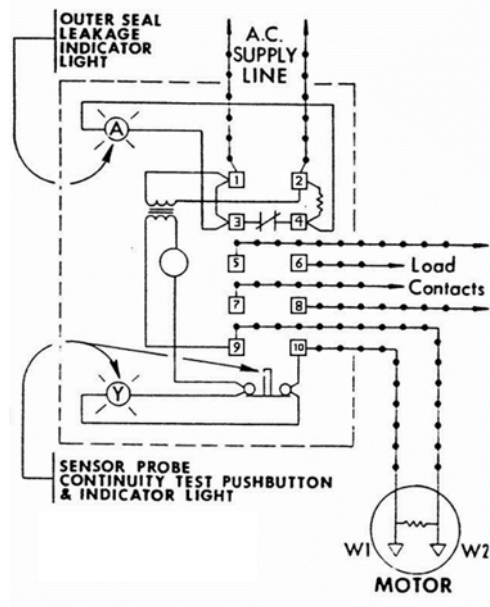 OUTER SEAL
LEAKAGE
INDICATOR
LIGHT
A.C.
SUPPLY
LINE
A
1
2
3
4
5
6
Load
Contacts
7
8
9
10
Y
SENSOR PROBE
CONTINUITY TEST PUSHBUTTON
& INDICATOR LIGHT
W1
W2
MOTOR